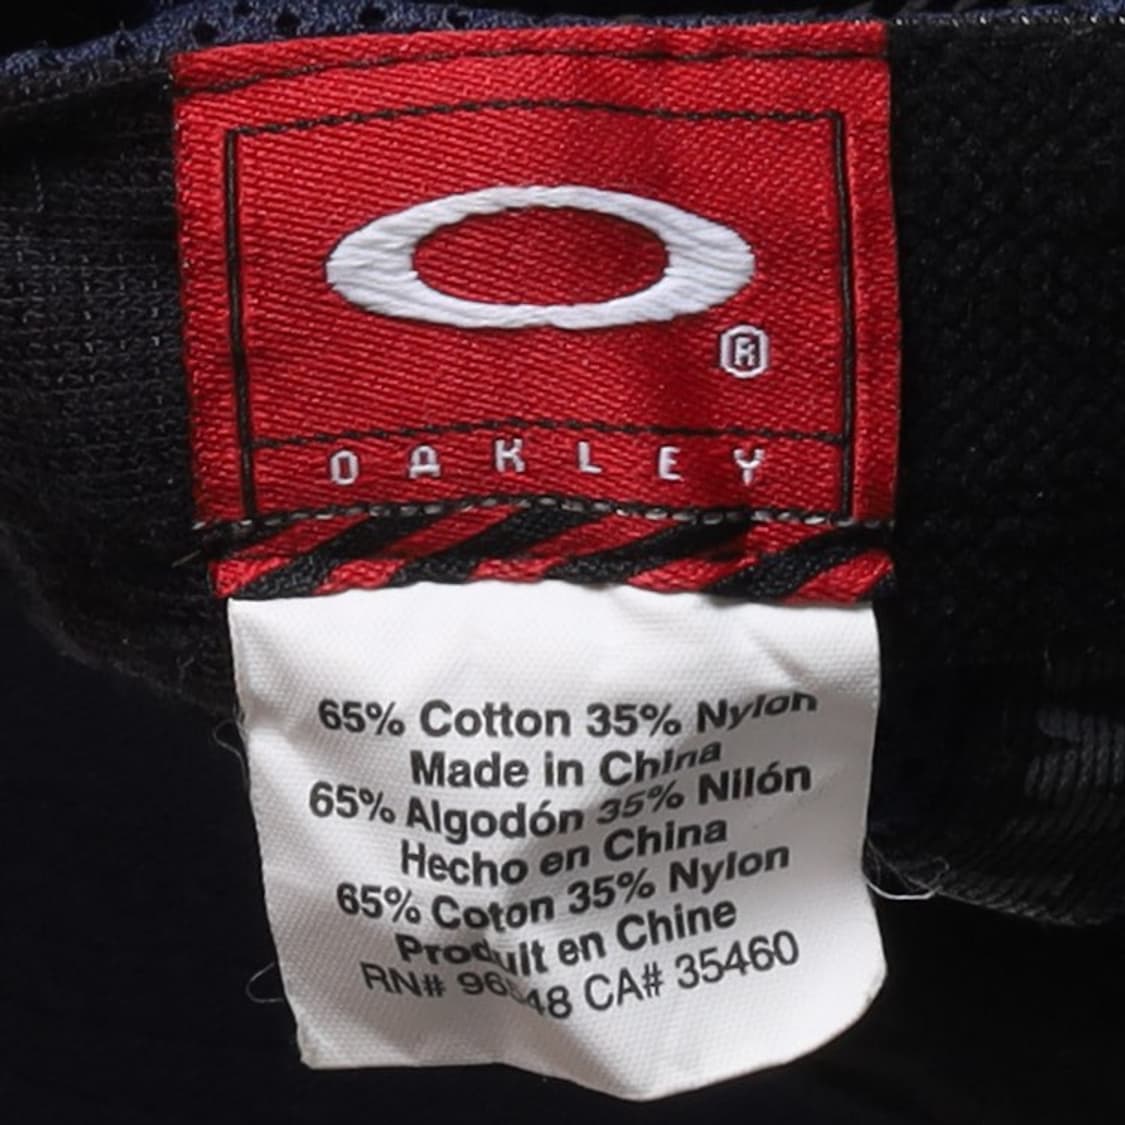 ®
OAKLEY
65% Cotton 35% Nylon
Made in China
65% Algodón 35% Nilón
Hecho en China
65% Coton 35% Nylon
Produit en Chine
RN# CA# 35460